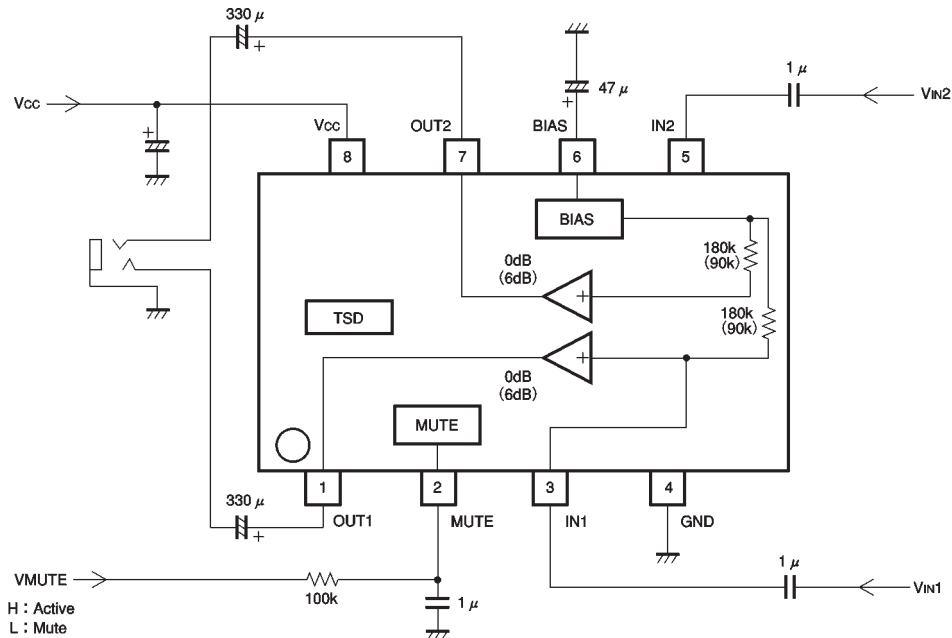 330 μ
47 μ
1 μ
VCC
VIN2
VCC
OUT2
BIAS
IN2
8
7
6
5
BIAS
180k
(90k)
0dB
(6dB)
180k
(90k)
TSD
0dB
(6dB)
MUTE
1
2
3
4
330 μ
OUT1
MUTE
IN1
GND
VMUTE
100k
1 μ
1 μ
VIN1
H : Active
L : Mute